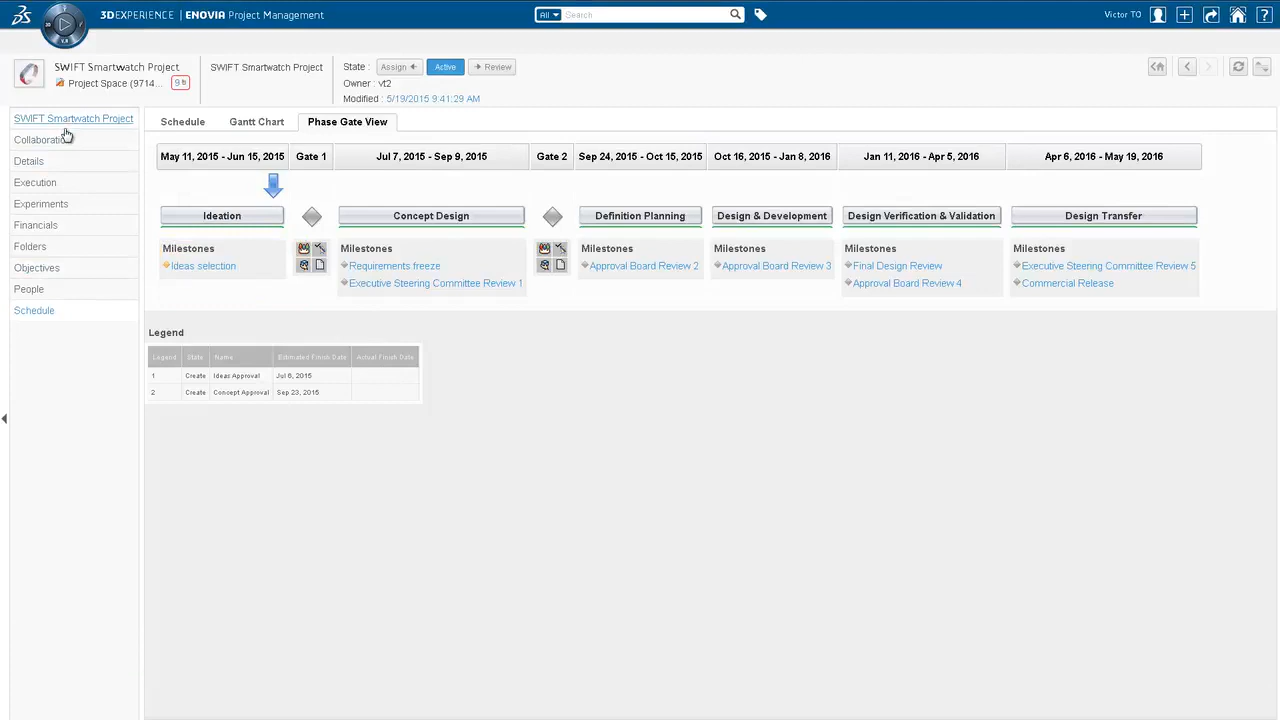 3DEXPERIENCE | ENOVIA Project Management
All
Search
Victor TO
SWIFT Smartwatch Project
Project Space (9714...
9
SWIFT Smartwatch Project
State :
Assign
Active
Review
Owner : vt2
Modified : 5/19/2015 9:41:29 AM
SWIFT Smartwatch Project
Collaboration
Details
Execution
Experiments
Financials
Folders
Objectives
People
Schedule
Schedule
Gantt Chart
Phase Gate View
May 11, 2015 - Jun 15, 2015
Gate 1
Jul 7, 2015 - Sep 9, 2015
Gate 2
Sep 24, 2015 - Oct 15, 2015
Oct 16, 2015 - Jan 8, 2016
Jan 11, 2016 - Apr 5, 2016
Apr 6, 2016 - May 19, 2016
Ideation
Concept Design
Definition Planning
Design & Development
Design Verification & Validation
Design Transfer
Milestones
Ideas selection
Milestones
Requirements freeze
Executive Steering Committee Review 1
Milestones
Approval Board Review 2
Milestones
Approval Board Review 3
Milestones
Final Design Review
Approval Board Review 4
Milestones
Executive Steering Committee Review 5
Commercial Release
Legend
Legend State Name Estimated Finish Date Actual Finish Date
1 Create Ideas Approval Jul 6, 2015
2 Create Concept Approval Sep 23, 2015